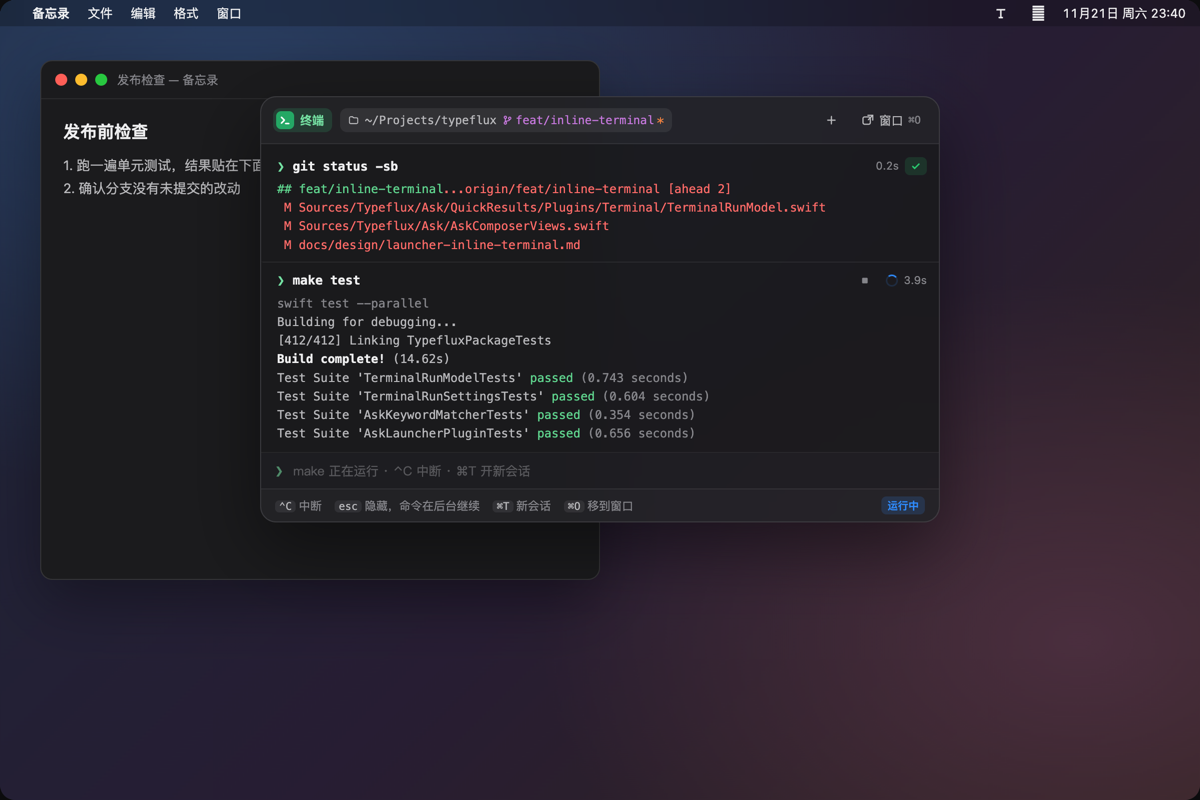 备忘录 文件 编辑 格式 窗口 T 11月21日 周六 23:40
发布检查 — 备忘录
发布前检查
1. 跑一遍单元测试，结果贴在下面
2. 确认分支没有未提交的改动
终端 ~/Projects/typeflux feat/inline-terminal* + 窗口 ⌘O
❯ git status -sb 0.2s ✓
## feat/inline-terminal...origin/feat/inline-terminal [ahead 2]
M Sources/Typeflux/Ask/QuickResults/Plugins/Terminal/TerminalRunModel.swift
M Sources/Typeflux/Ask/AskComposerViews.swift
M docs/design/launcher-inline-terminal.md
❯ make test 3.9s
swift test --parallel
Building for debugging...
[412/412] Linking TypefluxPackageTests
Build complete! (14.62s)
Test Suite 'TerminalRunModelTests' passed (0.743 seconds)
Test Suite 'TerminalRunSettingsTests' passed (0.604 seconds)
Test Suite 'AskKeywordMatcherTests' passed (0.354 seconds)
Test Suite 'AskLauncherPluginTests' passed (0.656 seconds)
❯ make 正在运行 · ^C 中断 · ⌘T 开新会话
^C 中断 esc 隐藏，命令在后台继续 ⌘T 新会话 ⌘O 移到窗口 运行中